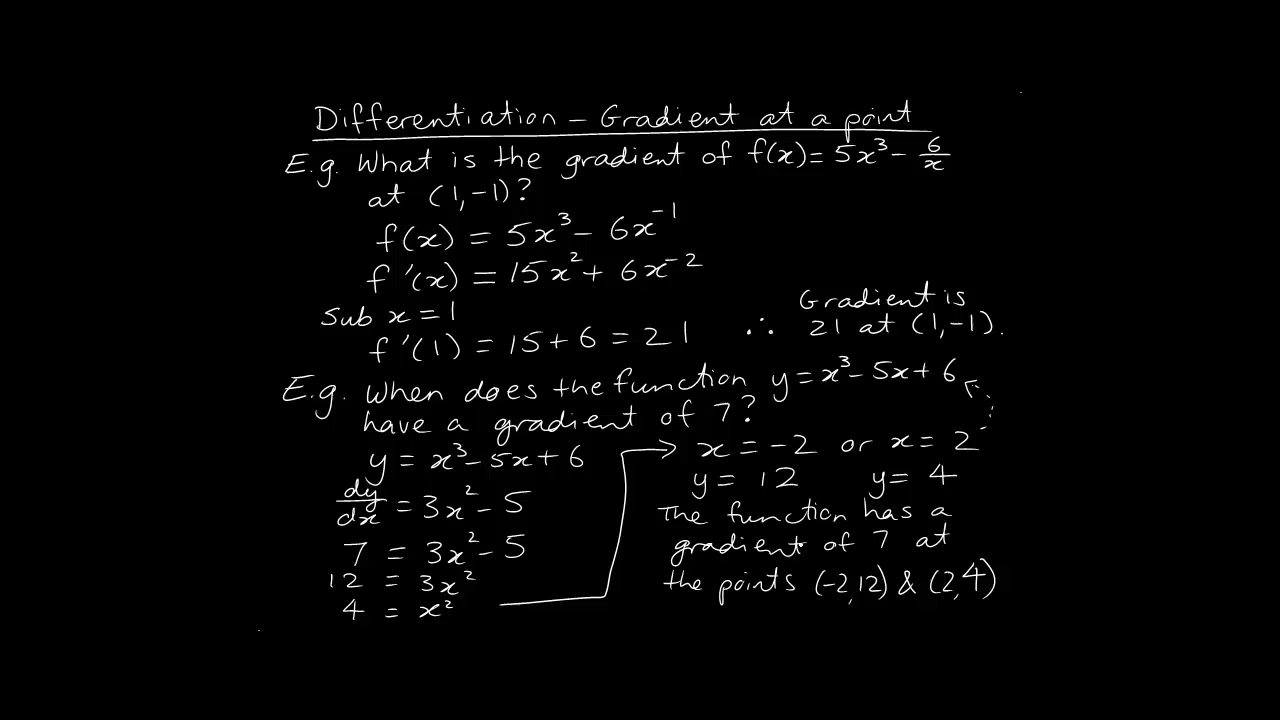 Differentiation - Gradient at a point
E.g. What is the gradient of f(x) = 5x³ - 6/x
at (1,-1)?
f(x) = 5x³ - 6x⁻¹
f'(x) = 15x² + 6x⁻²
Sub x = 1
f'(1) = 15 + 6 = 21
∴ Gradient is
21 at (1,-1).
E.g. When does the function y = x³ - 5x + 6
have a gradient of 7?
y = x³ - 5x + 6
dy/dx = 3x² - 5
7 = 3x² - 5
12 = 3x²
4 = x²
x = -2 or x = 2
y = 12 y = 4
The function has a
gradient of 7 at
the points (-2,12) & (2,4)